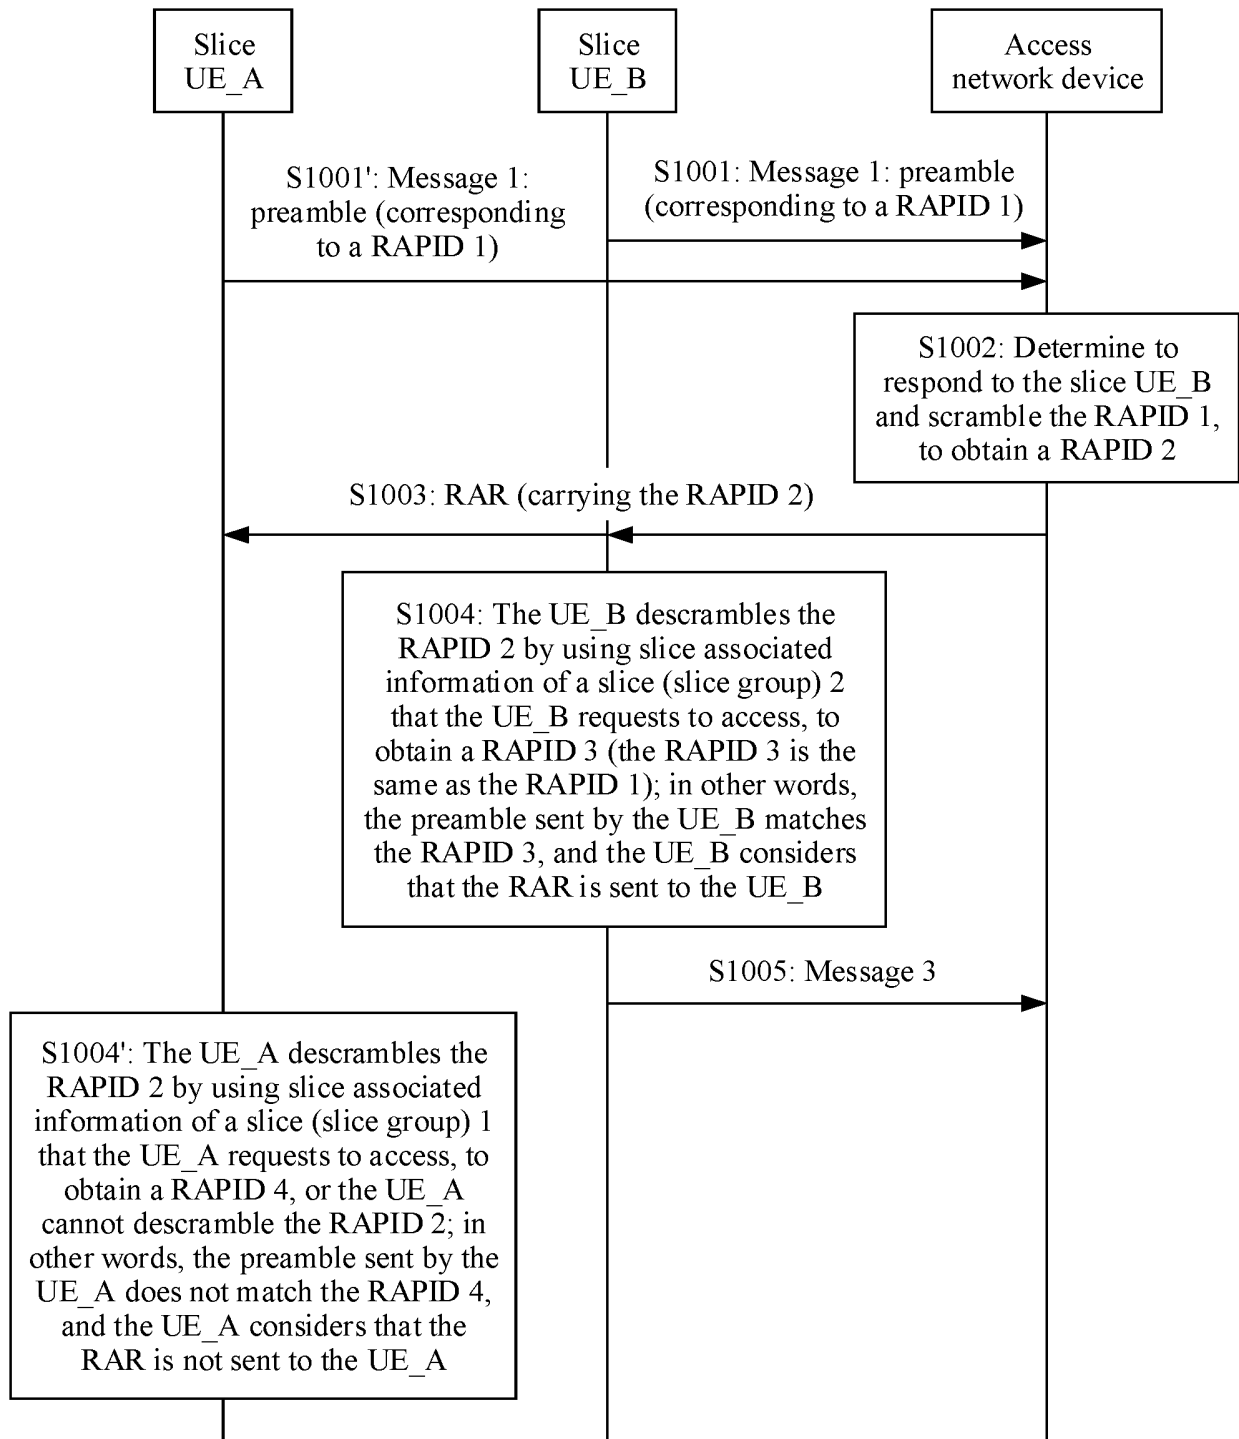 Slice
UE_A
Slice
UE_B
Access
network device
S1001': Message 1:
preamble (corresponding
to a RAPID 1)
S1001: Message 1: preamble
(corresponding to a RAPID 1)
S1002: Determine to
respond to the slice UE_B
and scramble the RAPID 1,
to obtain a RAPID 2
S1003: RAR (carrying the RAPID 2)
S1004: The UE_B descrambles the
RAPID 2 by using slice associated
information of a slice (slice group) 2
that the UE_B requests to access, to
obtain a RAPID 3 (the RAPID 3 is the
same as the RAPID 1); in other words,
the preamble sent by the UE_B matches
the RAPID 3, and the UE_B considers
that the RAR is sent to the UE_B
S1005: Message 3
S1004': The UE_A descrambles the
RAPID 2 by using slice associated
information of a slice (slice group) 1
that the UE_A requests to access, to
obtain a RAPID 4, or the UE_A
cannot descramble the RAPID 2; in
other words, the preamble sent by the
UE_A does not match the RAPID 4,
and the UE_A considers that the
RAR is not sent to the UE_A